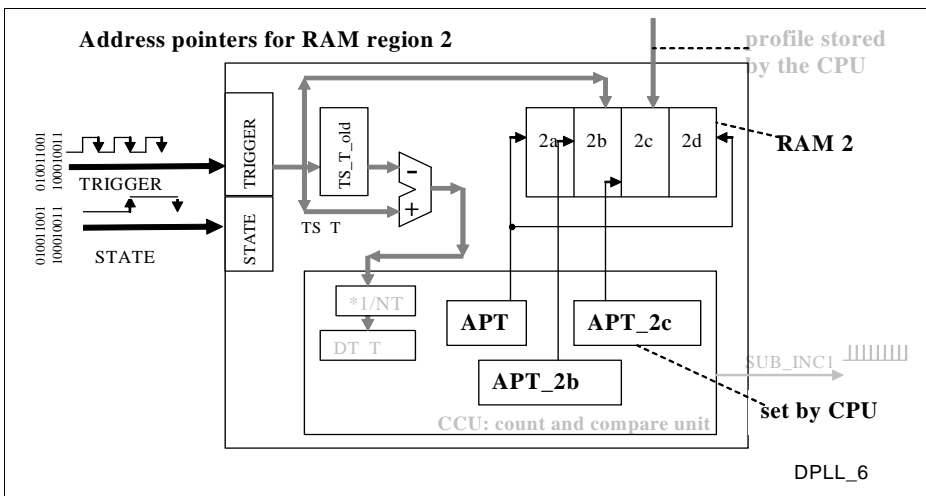 Address pointers for RAM region 2
profile stored
by the CPU
RAM 2
2a
2b
2c
2d
010011001
100010011
TRIGGER
TRIGGER
TS_T_old
-
+
TS_T
010011001
100010011
STATE
STATE
*1/NT
DT_T
APT
APT_2c
APT_2b
SUB_INC1
set by CPU
CCU: count and compare unit
DPLL_6